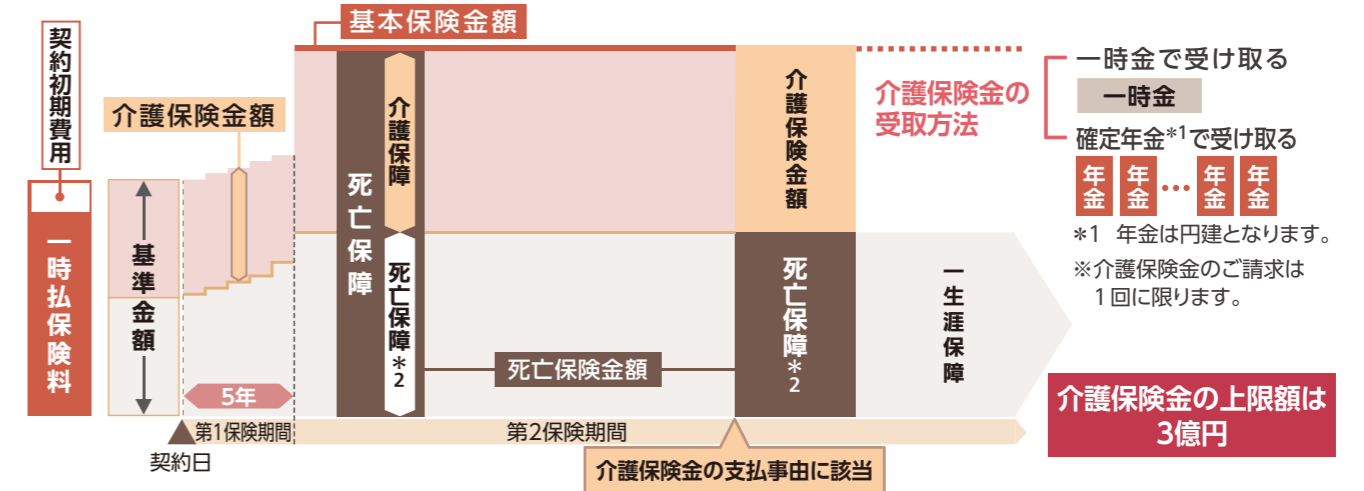 基本保険金額
契約初期費用
介護保険金額
一時払保険料
基準金額
5年
第1保険期間
契約日
死亡保障
介護保障
死亡保障*2
死亡保険金額
第2保険期間
介護保険金の支払事由に該当
介護保険金額
死亡保障*2
一生涯保障
介護保険金の
受取方法
一時金で受け取る
一時金
確定年金*1で受け取る
年金 年金 … 年金 年金
*1 年金は円建となります。
※介護保険金のご請求は
1回に限ります。
介護保険金の上限額は
3億円